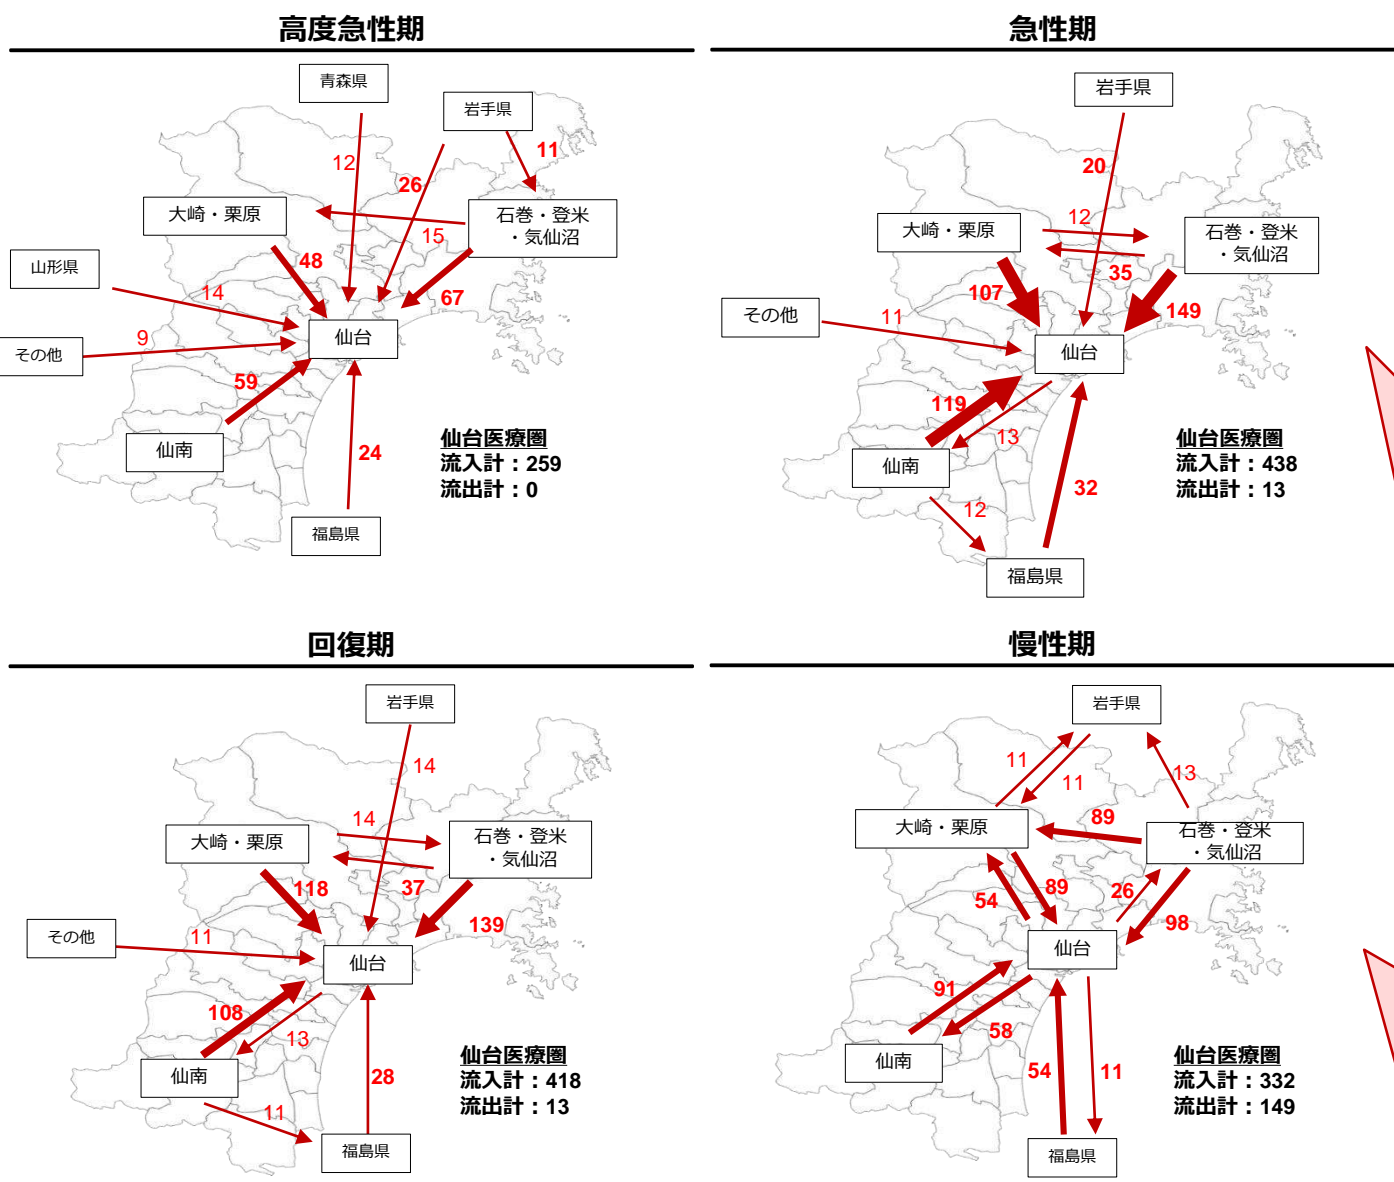 高度急性期
青森県
岩手県
12
26
11
大崎・栗原
石巻・登米
・気仙沼
15
48
山形県
14
67
仙台
その他
9
59
仙南
24
福島県
仙台医療圏
流入計：259
流出計：0
急性期
岩手県
20
大崎・栗原
12
石巻・登米
・気仙沼
35
107
149
その他
11
仙台
119
13
仙南
12
32
福島県
仙台医療圏
流入計：438
流出計：13
回復期
岩手県
14
14
大崎・栗原
石巻・登米
・気仙沼
118
37
139
その他
11
仙台
108
13
仙南
11
28
福島県
仙台医療圏
流入計：418
流出計：13
慢性期
岩手県
11
11
13
大崎・栗原
89
石巻・登米
・気仙沼
54
89
26
98
仙台
91
58
仙南
54
11
福島県
仙台医療圏
流入計：332
流出計：149